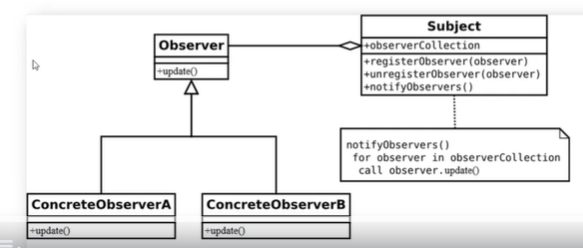 Subject
Observer
+observerCollection
+registerObserver(observer)
+unregisterObserver(observer)
+notifyObservers()
+update()
notifyObservers()
for observer in observerCollection
call observer.update()
ConcreteObserverA
ConcreteObserverB
+update()
+update()